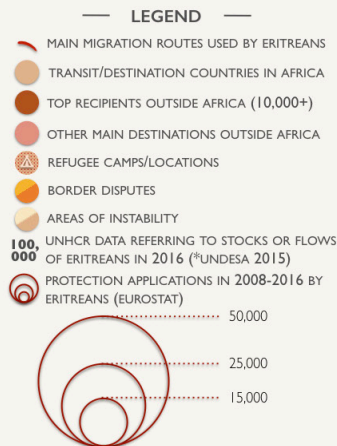 LEGEND
MAIN MIGRATION ROUTES USED BY ERITREANS
TRANSIT/DESTINATION COUNTRIES IN AFRICA
TOP RECIPIENTS OUTSIDE AFRICA (10,000+)
OTHER MAIN DESTINATIONS OUTSIDE AFRICA
REFUGEE CAMPS/LOCATIONS
BORDER DISPUTES
AREAS OF INSTABILITY
100, UNHCR DATA REFERRING TO STOCKS OR FLOWS
000 OF ERITREANS IN 2016 (*UNDESA 2015)
PROTECTION APPLICATIONS IN 2008-2016 BY
ERITREANS (EUROSTAT)
50,000
25,000
15,000